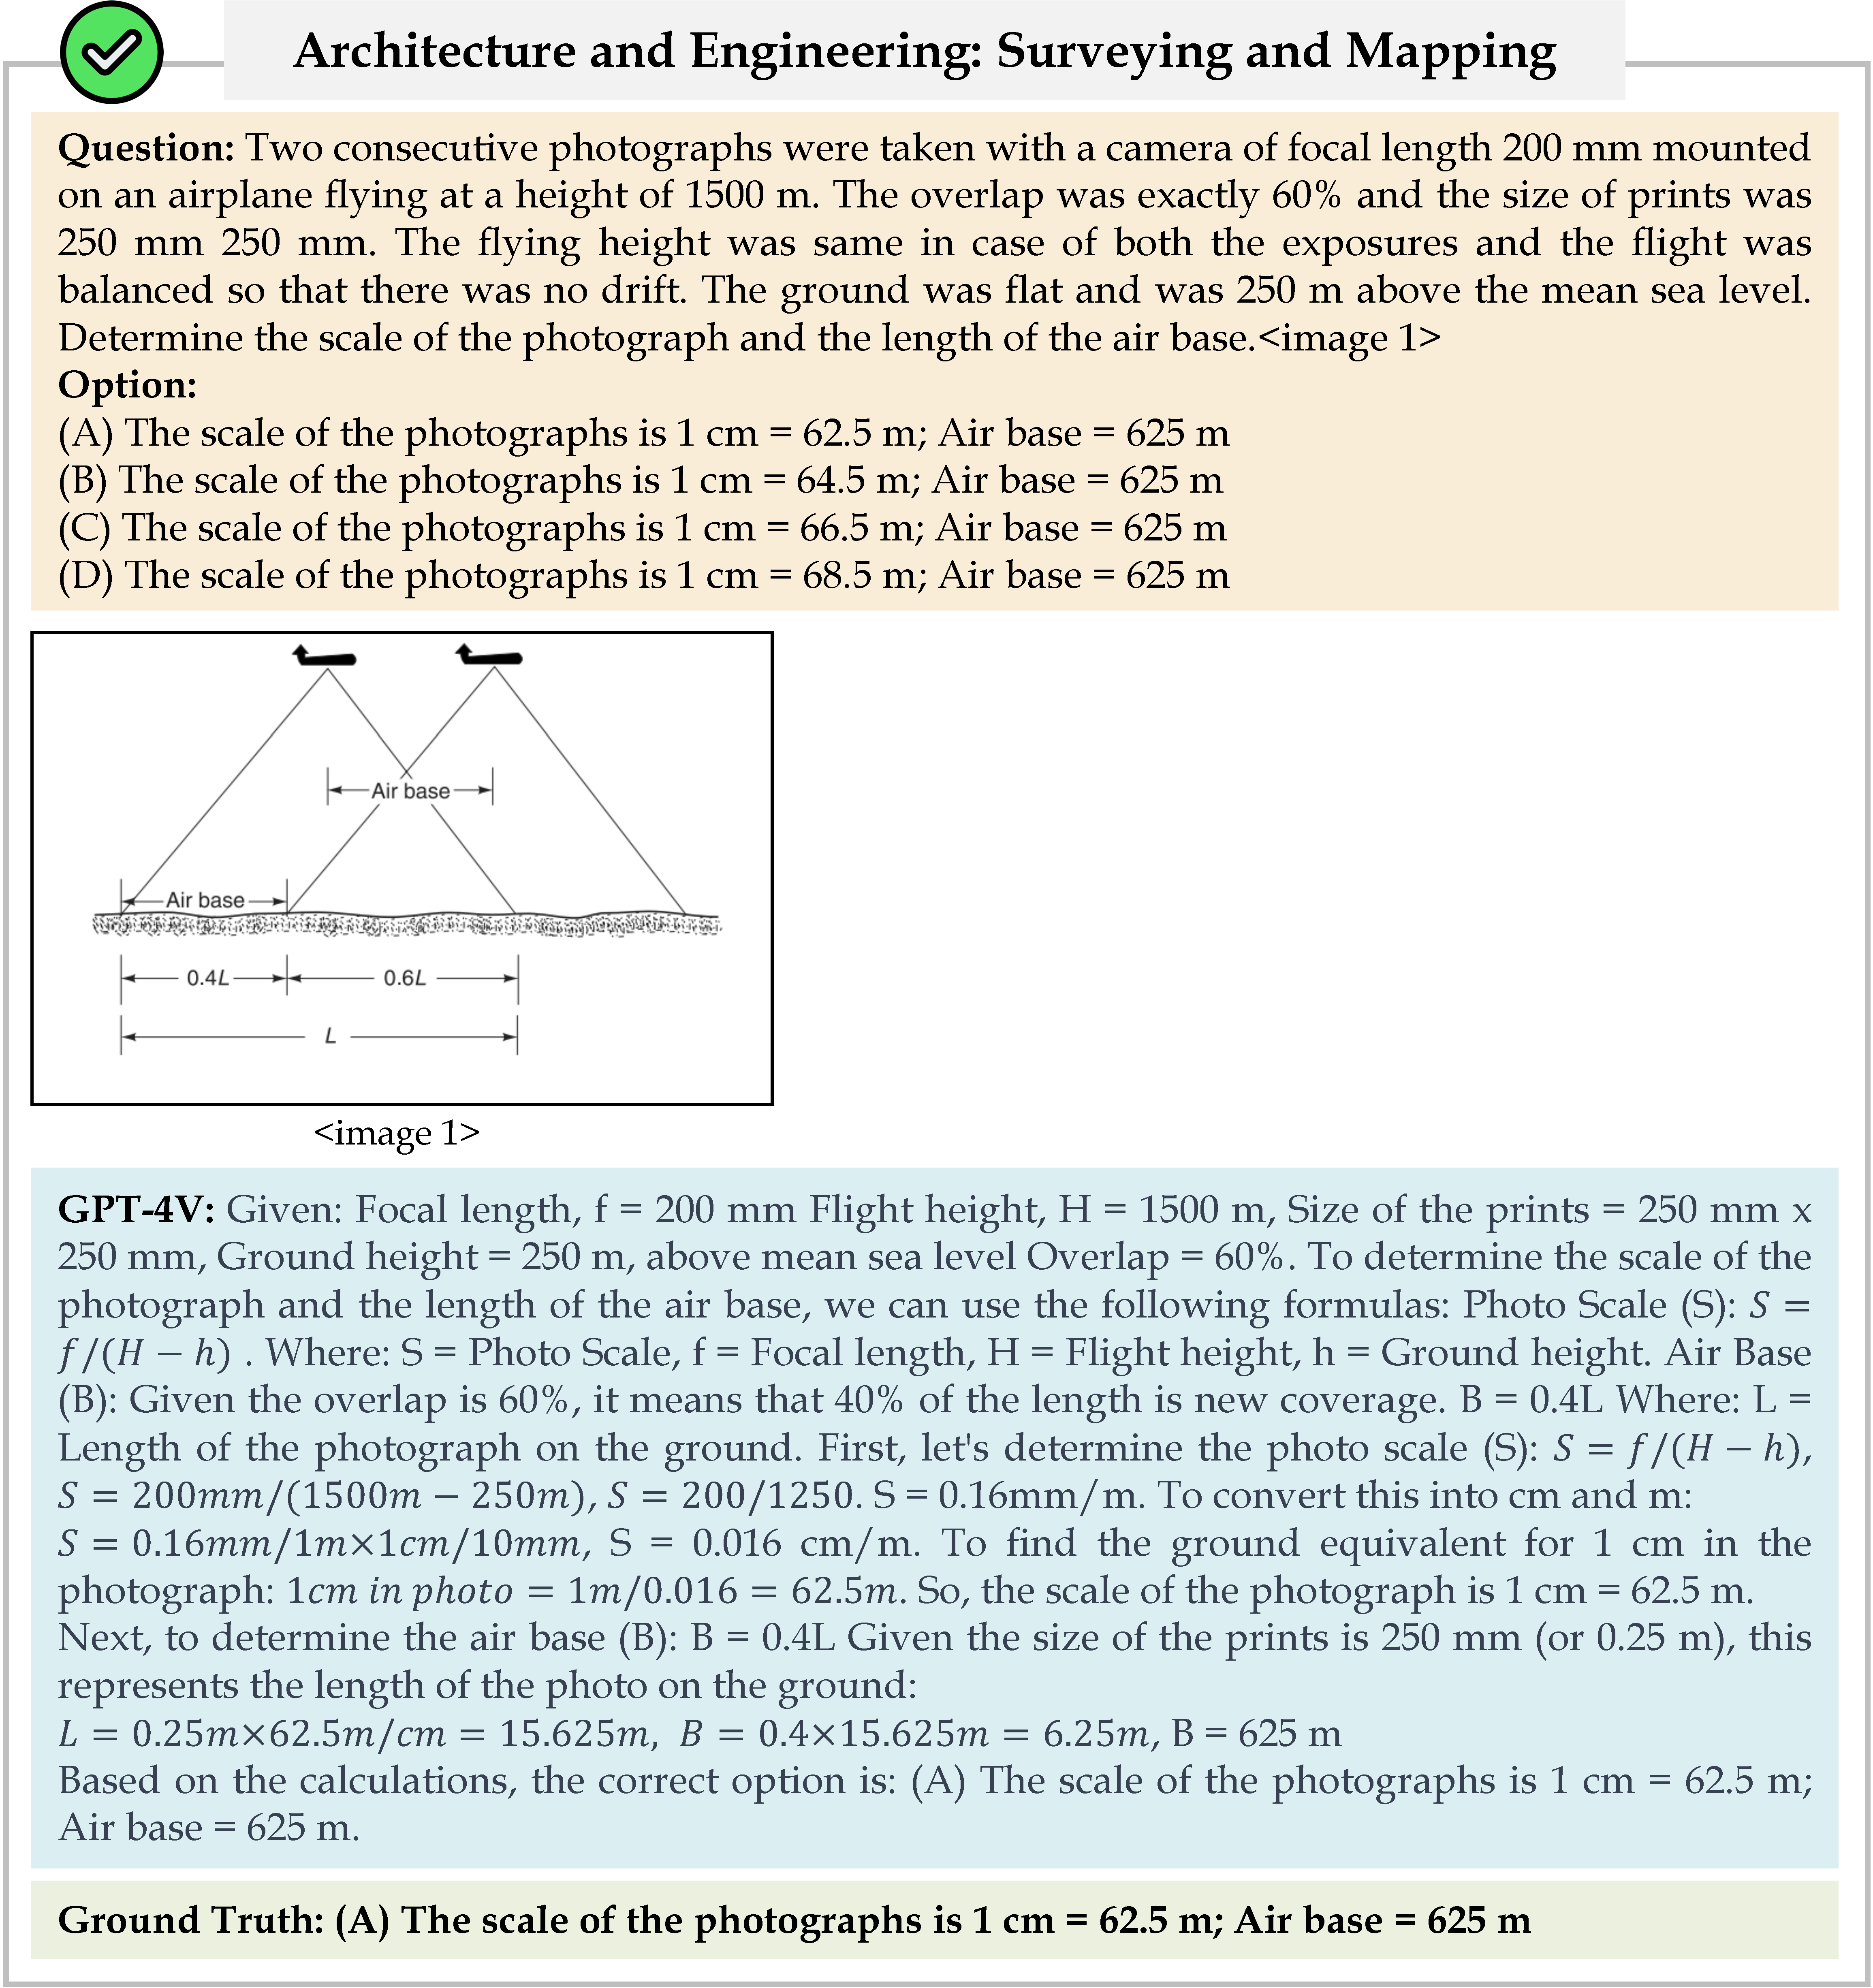 Architecture and Engineering: Surveying and Mapping
Question: Two consecutive photographs were taken with a camera of focal length 200 mm mounted
on an airplane flying at a height of 1500 m. The overlap was exactly 60% and the size of prints was
250 mm 250 mm. The flying height was same in case of both the exposures and the flight was
balanced so that there was no drift. The ground was flat and was 250 m above the mean sea level.
Determine the scale of the photograph and the length of the air base.<image 1>
Option:
(A) The scale of the photographs is 1 cm = 62.5 m; Air base = 625 m
(B) The scale of the photographs is 1 cm = 64.5 m; Air base = 625 m
(C) The scale of the photographs is 1 cm = 66.5 m; Air base = 625 m
(D) The scale of the photographs is 1 cm = 68.5 m; Air base = 625 m
Air base
Air base
0.4L
0.6L
L
<image 1>
GPT-4V: Given: Focal length, f = 200 mm Flight height, H = 1500 m, Size of the prints = 250 mm x
250 mm, Ground height = 250 m, above mean sea level Overlap = 60%. To determine the scale of the
photograph and the length of the air base, we can use the following formulas: Photo Scale (S): S =
f/(H − h) . Where: S = Photo Scale, f = Focal length, H = Flight height, h = Ground height. Air Base
(B): Given the overlap is 60%, it means that 40% of the length is new coverage. B = 0.4L Where: L =
Length of the photograph on the ground. First, let's determine the photo scale (S): S = f/(H − h),
S = 200mm/(1500m − 250m), S = 200/1250. S = 0.16mm/m. To convert this into cm and m:
S = 0.16mm/1m×1cm/10mm, S = 0.016 cm/m. To find the ground equivalent for 1 cm in the
photograph: 1cm in photo = 1m/0.016 = 62.5m. So, the scale of the photograph is 1 cm = 62.5 m.
Next, to determine the air base (B): B = 0.4L Given the size of the prints is 250 mm (or 0.25 m), this
represents the length of the photo on the ground:
L = 0.25m×62.5m/cm = 15.625m, B = 0.4×15.625m = 6.25m, B = 625 m
Based on the calculations, the correct option is: (A) The scale of the photographs is 1 cm = 62.5 m;
Air base = 625 m.
Ground Truth: (A) The scale of the photographs is 1 cm = 62.5 m; Air base = 625 m